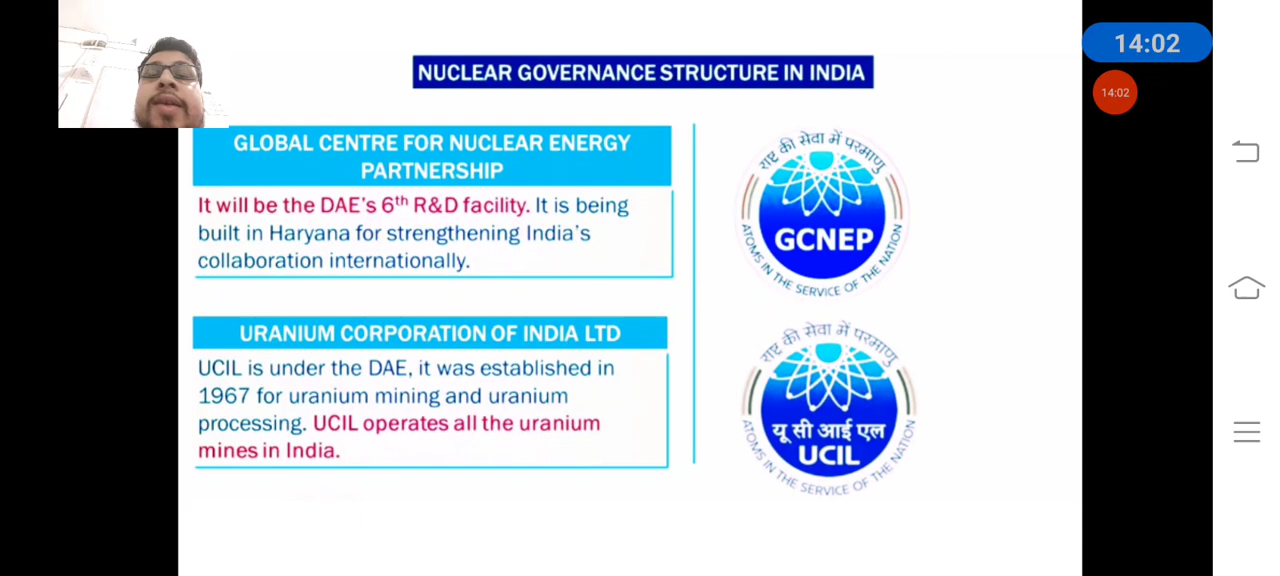 14:02
14:02
NUCLEAR GOVERNANCE STRUCTURE IN INDIA
GLOBAL CENTRE FOR NUCLEAR ENERGY
PARTNERSHIP
It will be the DAE's 6th R&D facility. It is being
built in Haryana for strengthening India's
collaboration internationally.
राष्ट्र की सेवा में परमाणु
GCNEP
ATOMS IN THE SERVICE OF THE NATION
URANIUM CORPORATION OF INDIA LTD
UCIL is under the DAE, it was established in
1967 for uranium mining and uranium
processing. UCIL operates all the uranium
mines in India.
राष्ट्र की सेवा में परमाणु
यू सी आई एल
UCIL
ATOMS IN THE SERVICE OF THE NATION